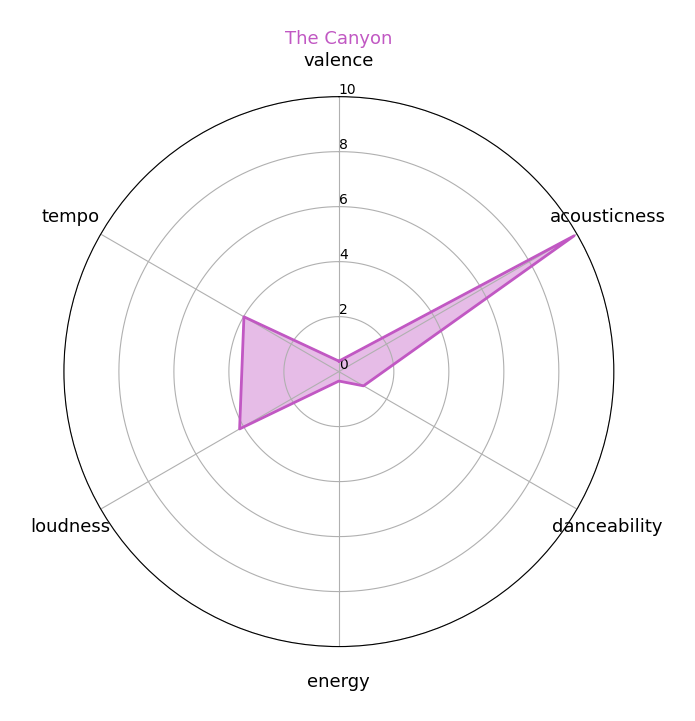 The Canyon
valence
10
8
tempo
6
acousticness
4
2
0
loudness
danceability
energy